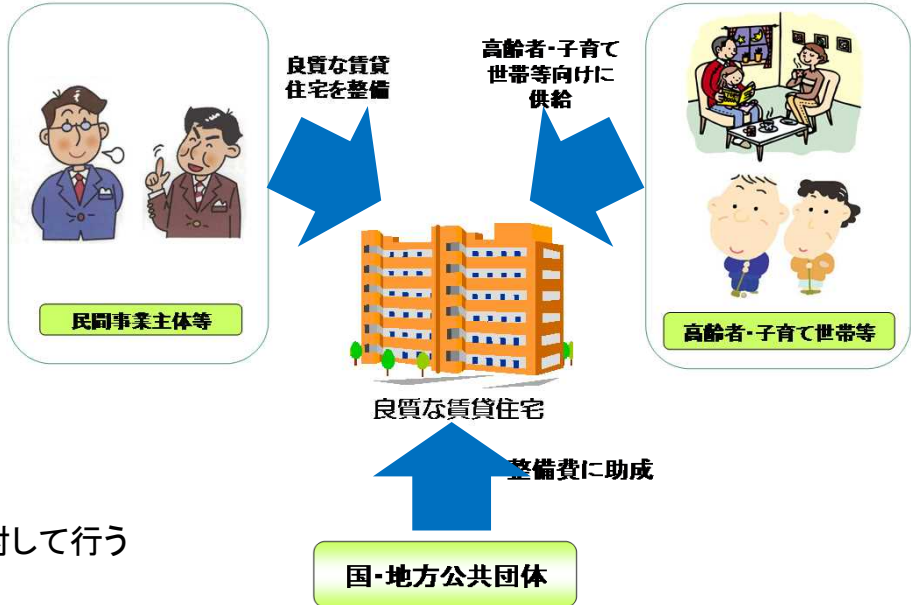 良質な賃貸
住宅を整備
高齢者・子育て
世帯等向けに
供給
民間事業主体等
高齢者・子育て世帯等
良質な賃貸住宅
整備費に助成
して行う
国・地方公共団体